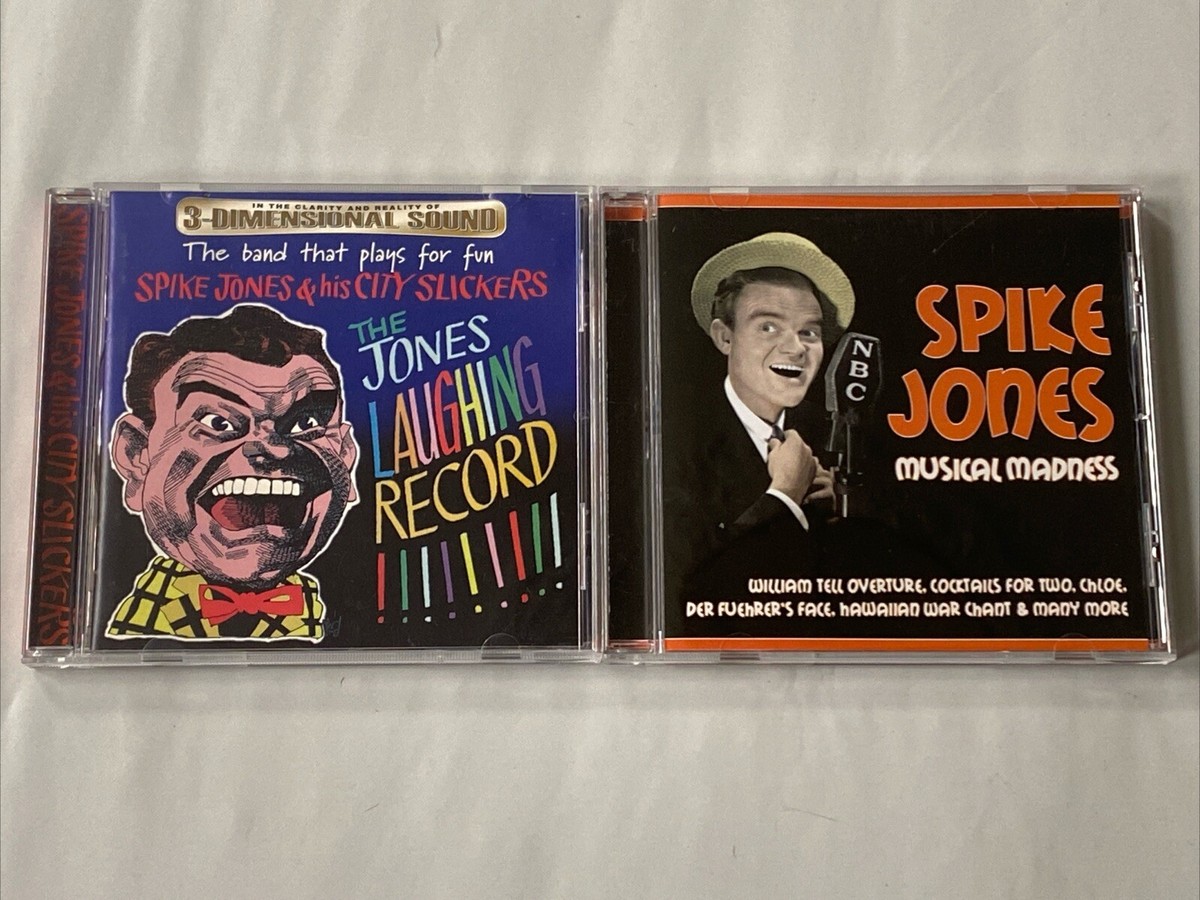 SPIKE JONES & his CITY SLICKERS
IN THE CLARITY AND REALITY OF
3-DIMENSIONAL SOUND
The band that plays for fun
SPIKE JONES & his CITY SLICKERS
THE
JONES
LAUGHING
RECORD
!!!!!!!!!
NBC
SPIKE
JONES
MUSICAL MADNESS
WILLIAM TELL OVERTURE, COCKTAILS FOR TWO, CHLOE,
DER FUEHRER'S FACE, HAWAIIAN WAR CHANT & MANY MORE